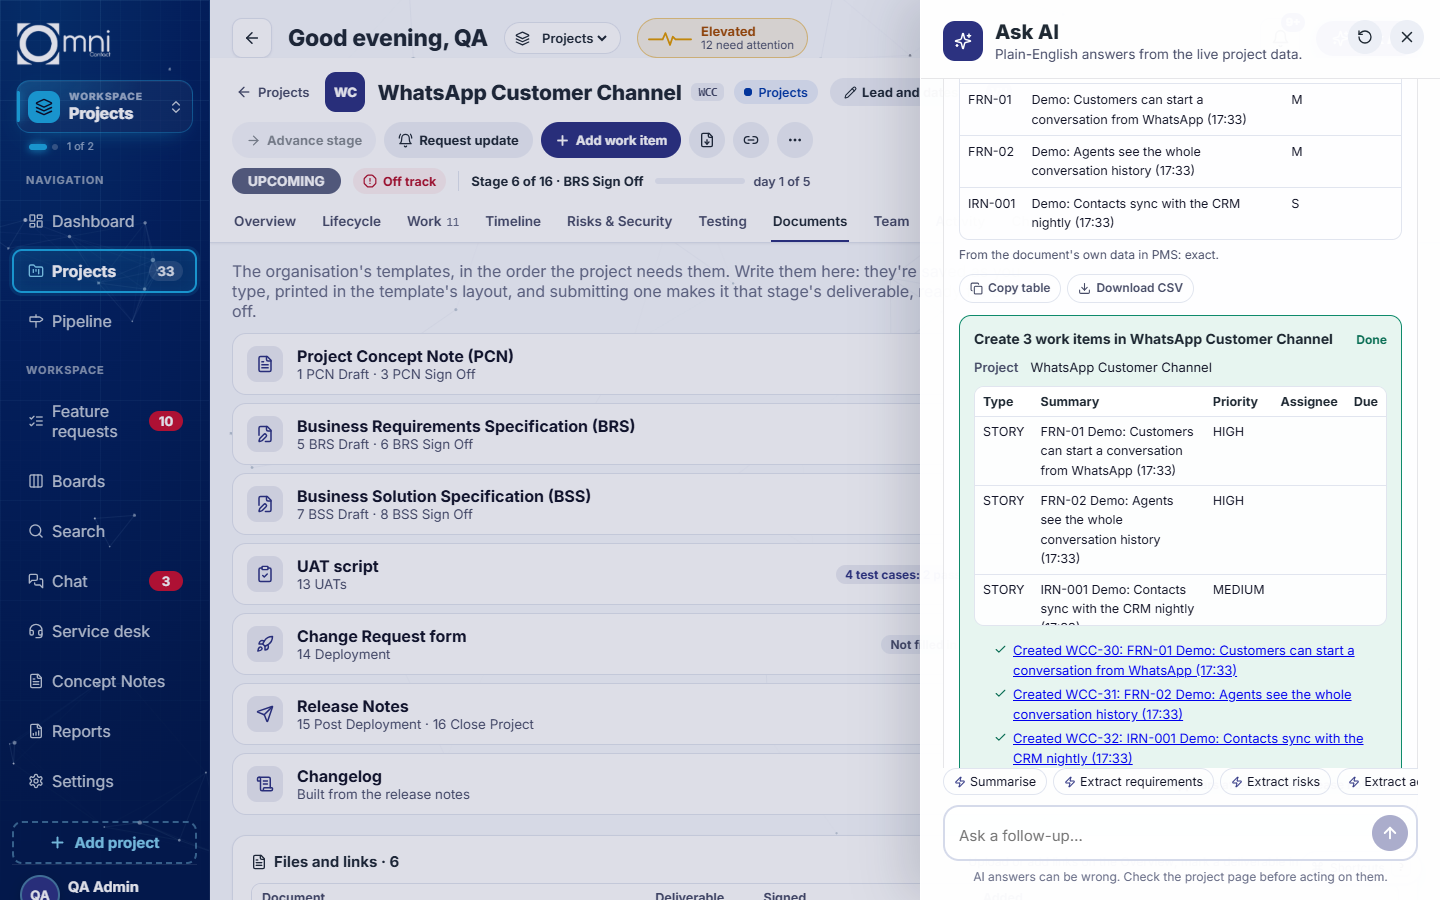 Omni
Contact
WORKSPACE
Projects
1 of 2
NAVIGATION
Dashboard
Projects 33
Pipeline
WORKSPACE
Feature requests 10
Boards
Search
Chat 3
Service desk
Concept Notes
Reports
Settings
+ Add project
QA QA Admin
Good evening, QA
Projects
Elevated
12 need attention
Projects
WC
WhatsApp Customer Channel
WCC
Projects
Lead and
Advance stage
Request update
+ Add work item
UPCOMING
Off track
Stage 6 of 16 · BRS Sign Off
day 1 of 5
Overview Lifecycle Work 11 Timeline Risks & Security Testing Documents Team
The organisation's templates, in the order the project needs them. Write them here: they're
type, printed in the template's layout, and submitting one makes it that stage's deliverable,
off.
Project Concept Note (PCN)
1 PCN Draft · 3 PCN Sign Off
Business Requirements Specification (BRS)
5 BRS Draft · 6 BRS Sign Off
Business Solution Specification (BSS)
7 BSS Draft · 8 BSS Sign Off
UAT script
13 UATs
4 test cases:
Change Request form
14 Deployment
Release Notes
15 Post Deployment · 16 Close Project
Changelog
Built from the release notes
Files and links · 6
Document Deliverable Signed
Ask AI
Plain-English answers from the live project data.
FRN-01 Demo: Customers can start a M
conversation from WhatsApp (17:33)
FRN-02 Demo: Agents see the whole M
conversation history (17:33)
IRN-001 Demo: Contacts sync with the CRM S
nightly (17:33)
From the document's own data in PMS: exact.
Copy table
Download CSV
Create 3 work items in WhatsApp Customer Channel Done
Project WhatsApp Customer Channel
Type Summary Priority Assignee Due
STORY FRN-01 Demo: Customers HIGH
can start a conversation
from WhatsApp (17:33)
STORY FRN-02 Demo: Agents HIGH
see the whole
conversation history
(17:33)
STORY IRN-001 Demo: Contacts MEDIUM
sync with the CRM nightly
(17:33)
Created WCC-30: FRN-01 Demo: Customers can start a
conversation from WhatsApp (17:33)
Created WCC-31: FRN-02 Demo: Agents see the whole
conversation history (17:33)
Created WCC-32: IRN-001 Demo: Contacts sync with the
CRM nightly (17:33)
Summarise
Extract requirements
Extract risks
Extract
Ask a follow-up...
AI answers can be wrong. Check the project page before acting on them.